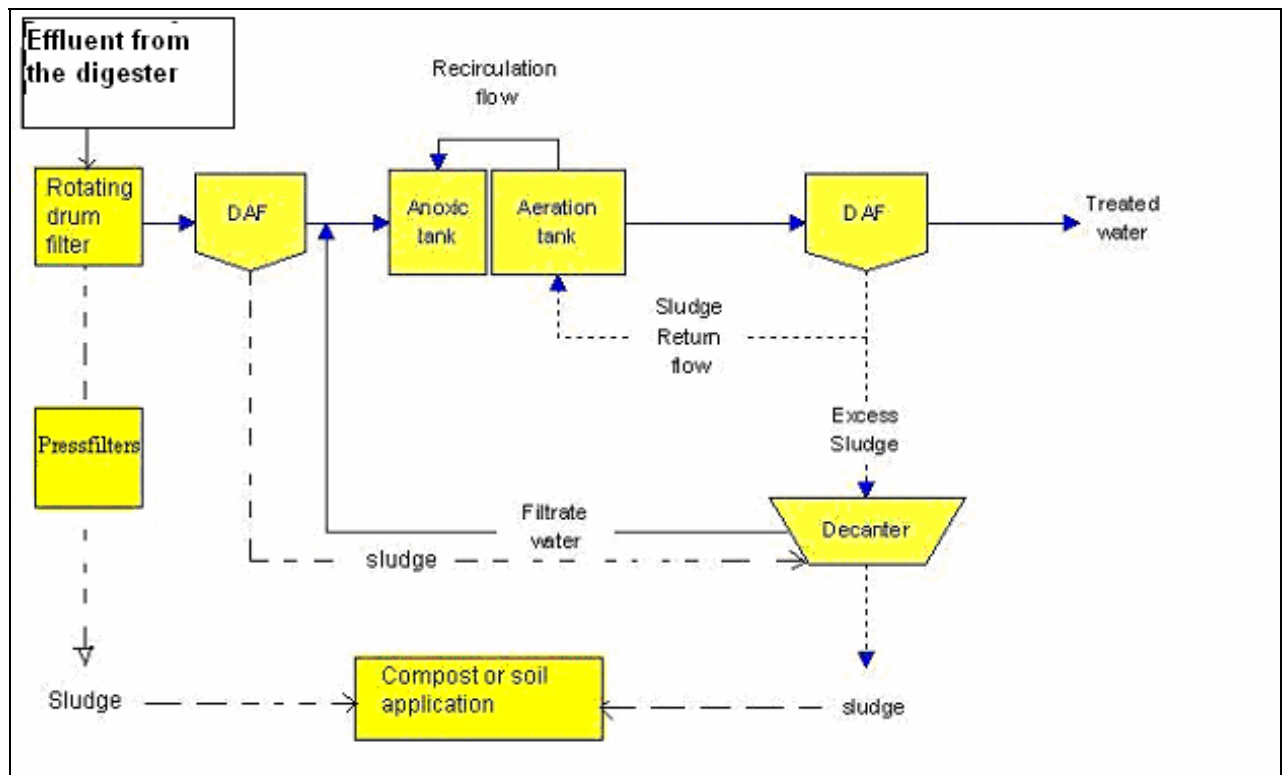 Effluent from
the digester
Recirculation
flow
Rotating
drum
filter
DAF
Anoxic
tank
Aeration
tank
DAF
Treated
water
Sludge
Return
flow
Pressfilters
Excess
Sludge
Filtrate
water
Decanter
sludge
Sludge
Compost or soil
application
sludge